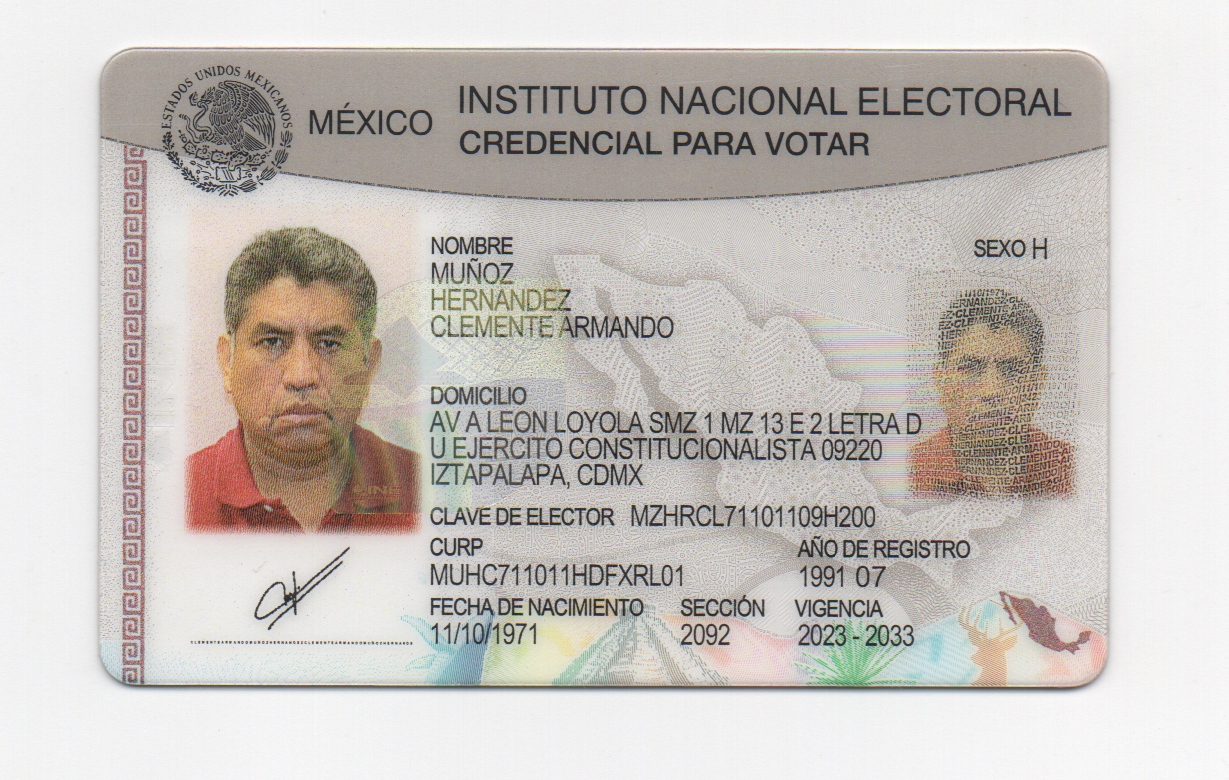 ESTADOS UNIDOS MEXICANOS
MÉXICO
INSTITUTO NACIONAL ELECTORAL
CREDENCIAL PARA VOTAR
NOMBRE
SEXO H
MUÑOZ
HERNANDEZ
CLEMENTE ARMANDO
DOMICILIO
AV A LEON LOYOLA SMZ 1 MZ 13 E 2 LETRA D
U EJERCITO CONSTITUCIONALISTA 09220
IZTAPALAPA, CDMX
CLAVE DE ELECTOR MZHRCL71101109H200
CURP
AÑO DE REGISTRO
MUHC711011HDFXRL01
1991 07
FECHA DE NACIMIENTO
SECCIÓN
VIGENCIA
11/10/1971
2092
2023 - 2033
INE